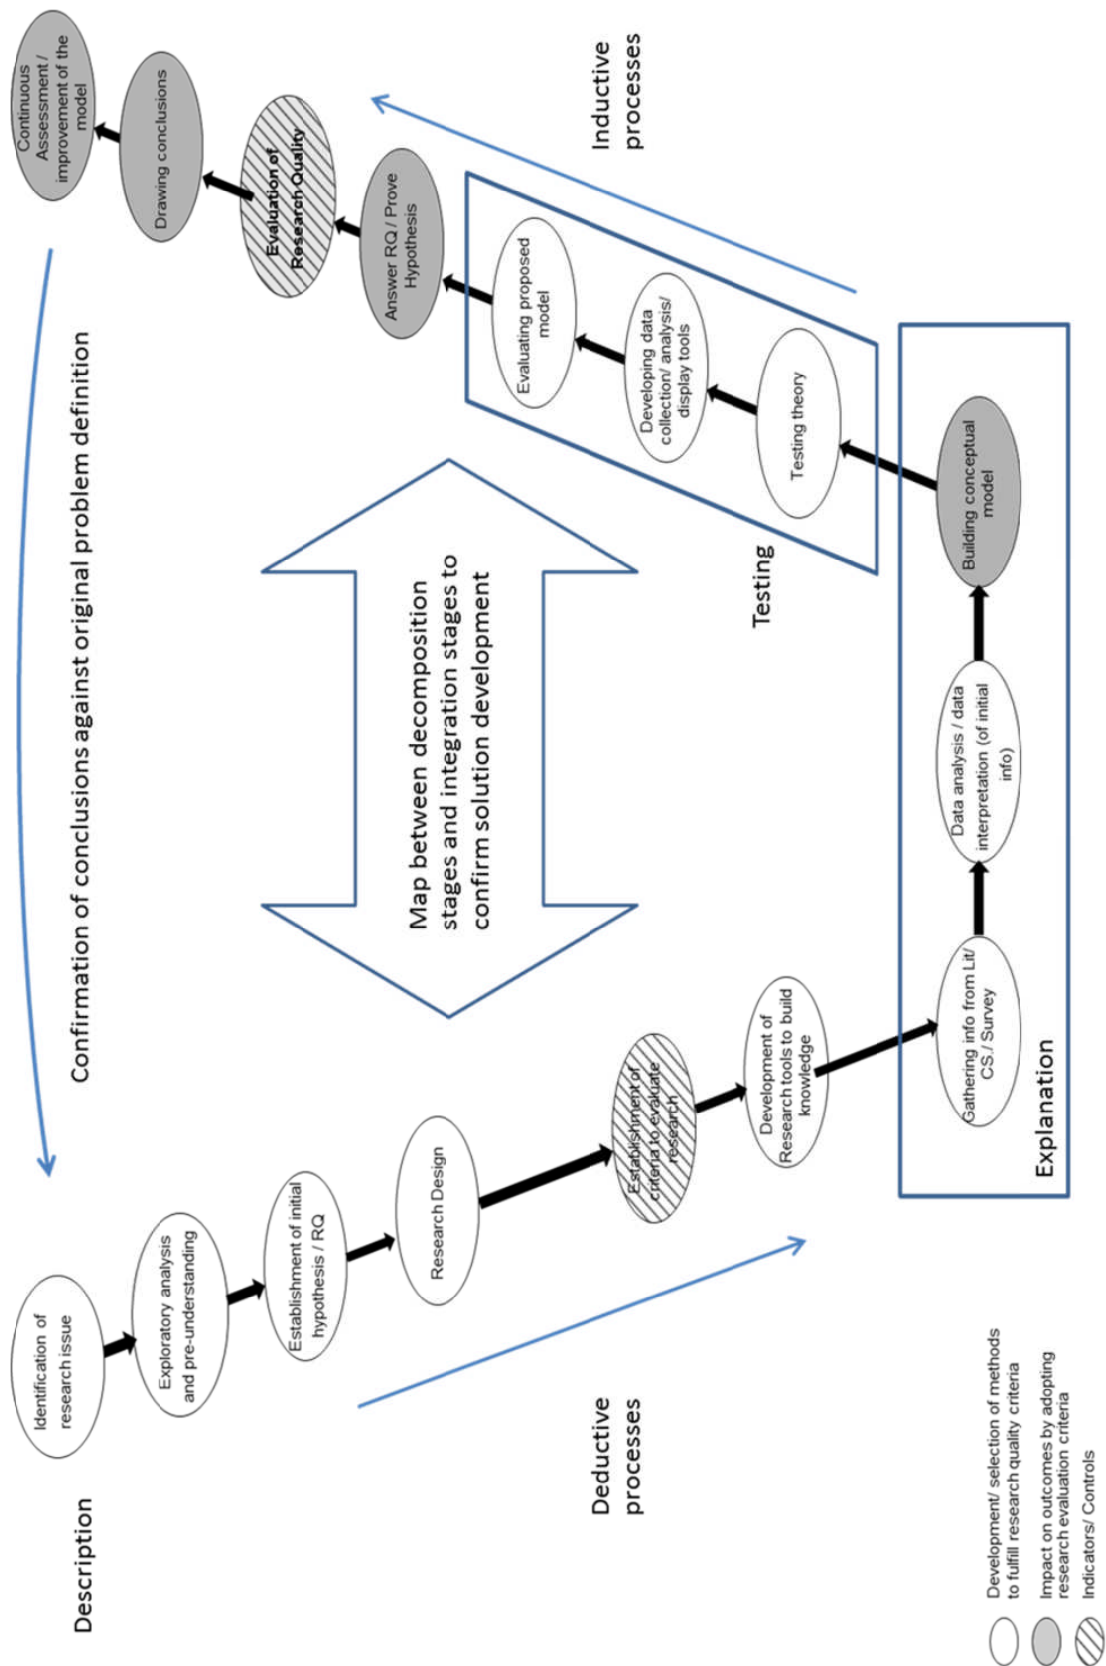 Description
Identification of
research issue
Exploratory analysis
and pre-understanding
Establishment of initial
hypothesis / RQ
Research Design
Establishment of
criteria to evaluate
research
Development of
Research tools to build
knowledge
Deductive
processes
Gathering info from Lit/
CS./ Survey
Data analysis / data
interpretation (of initial
info)
Building conceptual
model
Explanation
Testing theory
Developing data
collection/ analysis/
display tools
Evaluating proposed
model
Testing
Answer RQ / Prove
Hypothesis
Evaluation of
Research Quality
Drawing conclusions
Continuous
Assessment /
improvement of the
model
Inductive
processes
Confirmation of conclusions against original problem definition
Map between decomposition
stages and integration stages to
confirm solution development
Development/ selection of methods
to fulfill research quality criteria
Impact on outcomes by adopting
research evaluation criteria
Indicators/ Controls